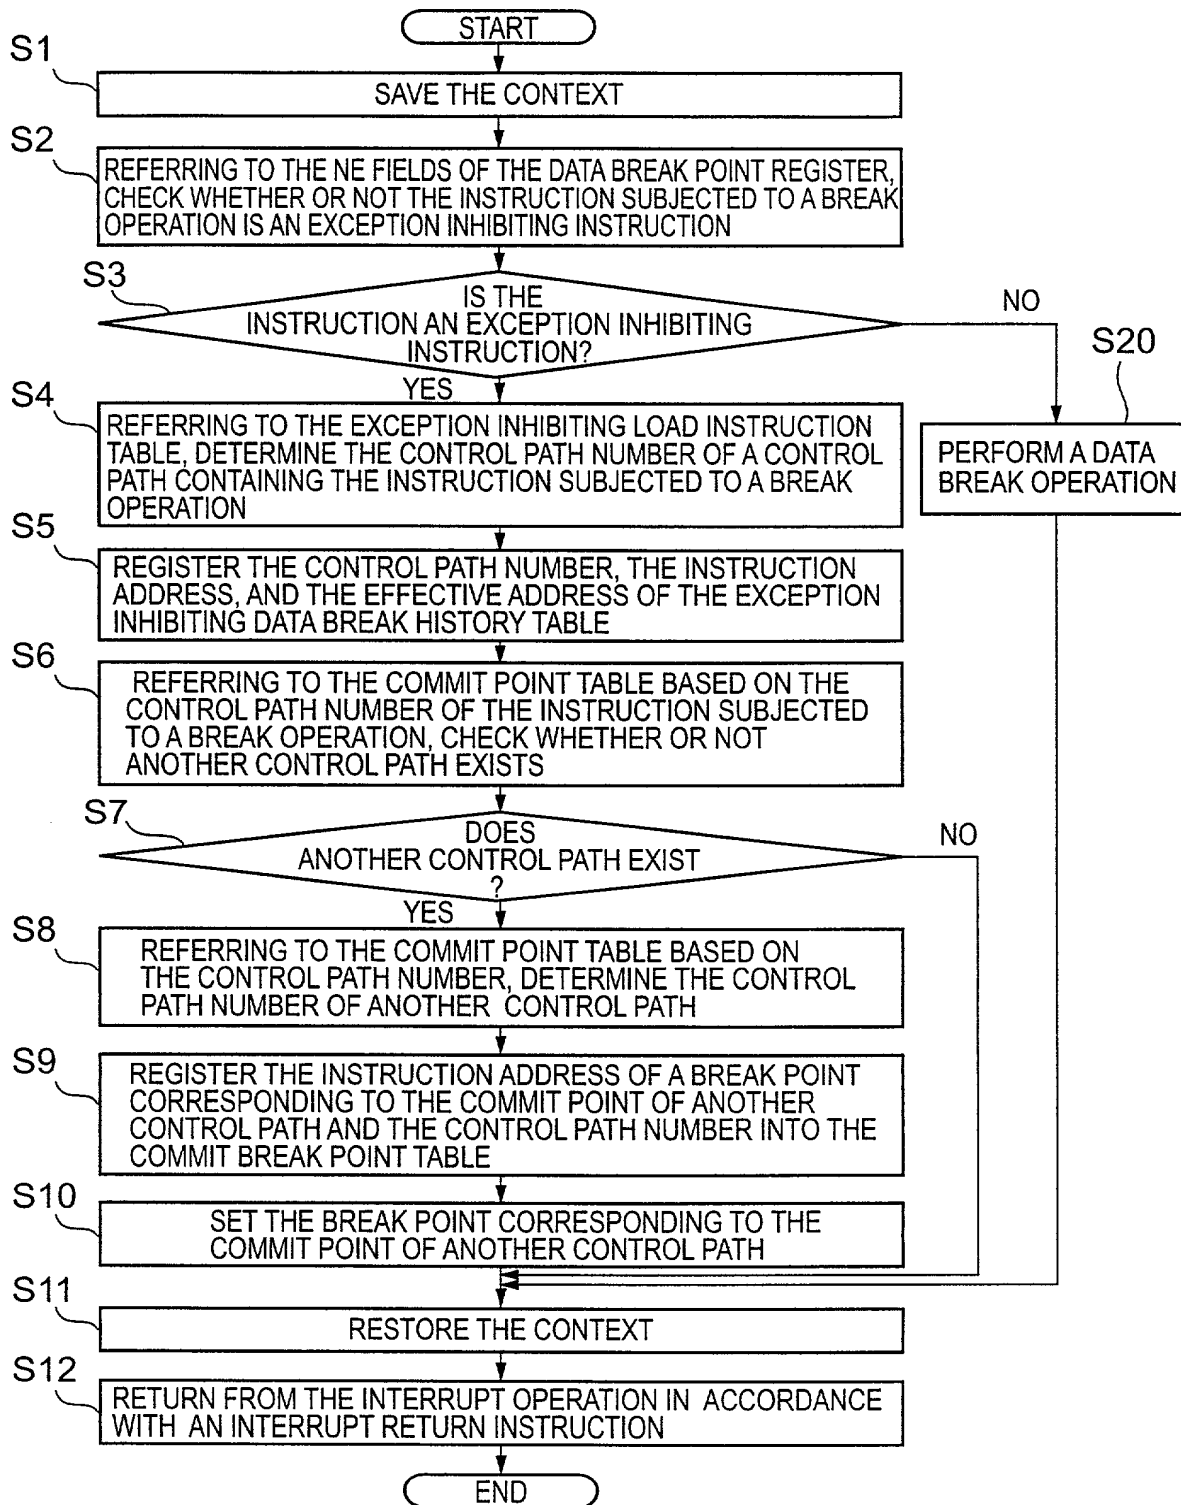 START
S1
SAVE THE CONTEXT
S2
REFERRING TO THE NE FIELDS OF THE DATA BREAK POINT REGISTER,
CHECK WHETHER OR NOT THE INSTRUCTION SUBJECTED TO A BREAK
OPERATION IS AN EXCEPTION INHIBITING INSTRUCTION
S3
IS THE
INSTRUCTION AN EXCEPTION INHIBITING
INSTRUCTION?
NO
YES
S20
PERFORM A DATA
BREAK OPERATION
S4
REFERRING TO THE EXCEPTION INHIBITING LOAD INSTRUCTION
TABLE, DETERMINE THE CONTROL PATH NUMBER OF A CONTROL
PATH CONTAINING THE INSTRUCTION SUBJECTED TO A BREAK
OPERATION
S5
REGISTER THE CONTROL PATH NUMBER, THE INSTRUCTION
ADDRESS, AND THE EFFECTIVE ADDRESS OF THE EXCEPTION
INHIBITING DATA BREAK HISTORY TABLE
S6
REFERRING TO THE COMMIT POINT TABLE BASED ON THE
CONTROL PATH NUMBER OF THE INSTRUCTION SUBJECTED
TO A BREAK OPERATION, CHECK WHETHER OR NOT
ANOTHER CONTROL PATH EXISTS
S7
DOES
ANOTHER CONTROL PATH EXIST
?
NO
YES
S8
REFERRING TO THE COMMIT POINT TABLE BASED ON
THE CONTROL PATH NUMBER, DETERMINE THE CONTROL
PATH NUMBER OF ANOTHER CONTROL PATH
S9
REGISTER THE INSTRUCTION ADDRESS OF A BREAK POINT
CORRESPONDING TO THE COMMIT POINT OF ANOTHER
CONTROL PATH AND THE CONTROL PATH NUMBER INTO THE
COMMIT BREAK POINT TABLE
S10
SET THE BREAK POINT CORRESPONDING TO THE
COMMIT POINT OF ANOTHER CONTROL PATH
S11
RESTORE THE CONTEXT
S12
RETURN FROM THE INTERRUPT OPERATION IN ACCORDANCE
WITH AN INTERRUPT RETURN INSTRUCTION
END